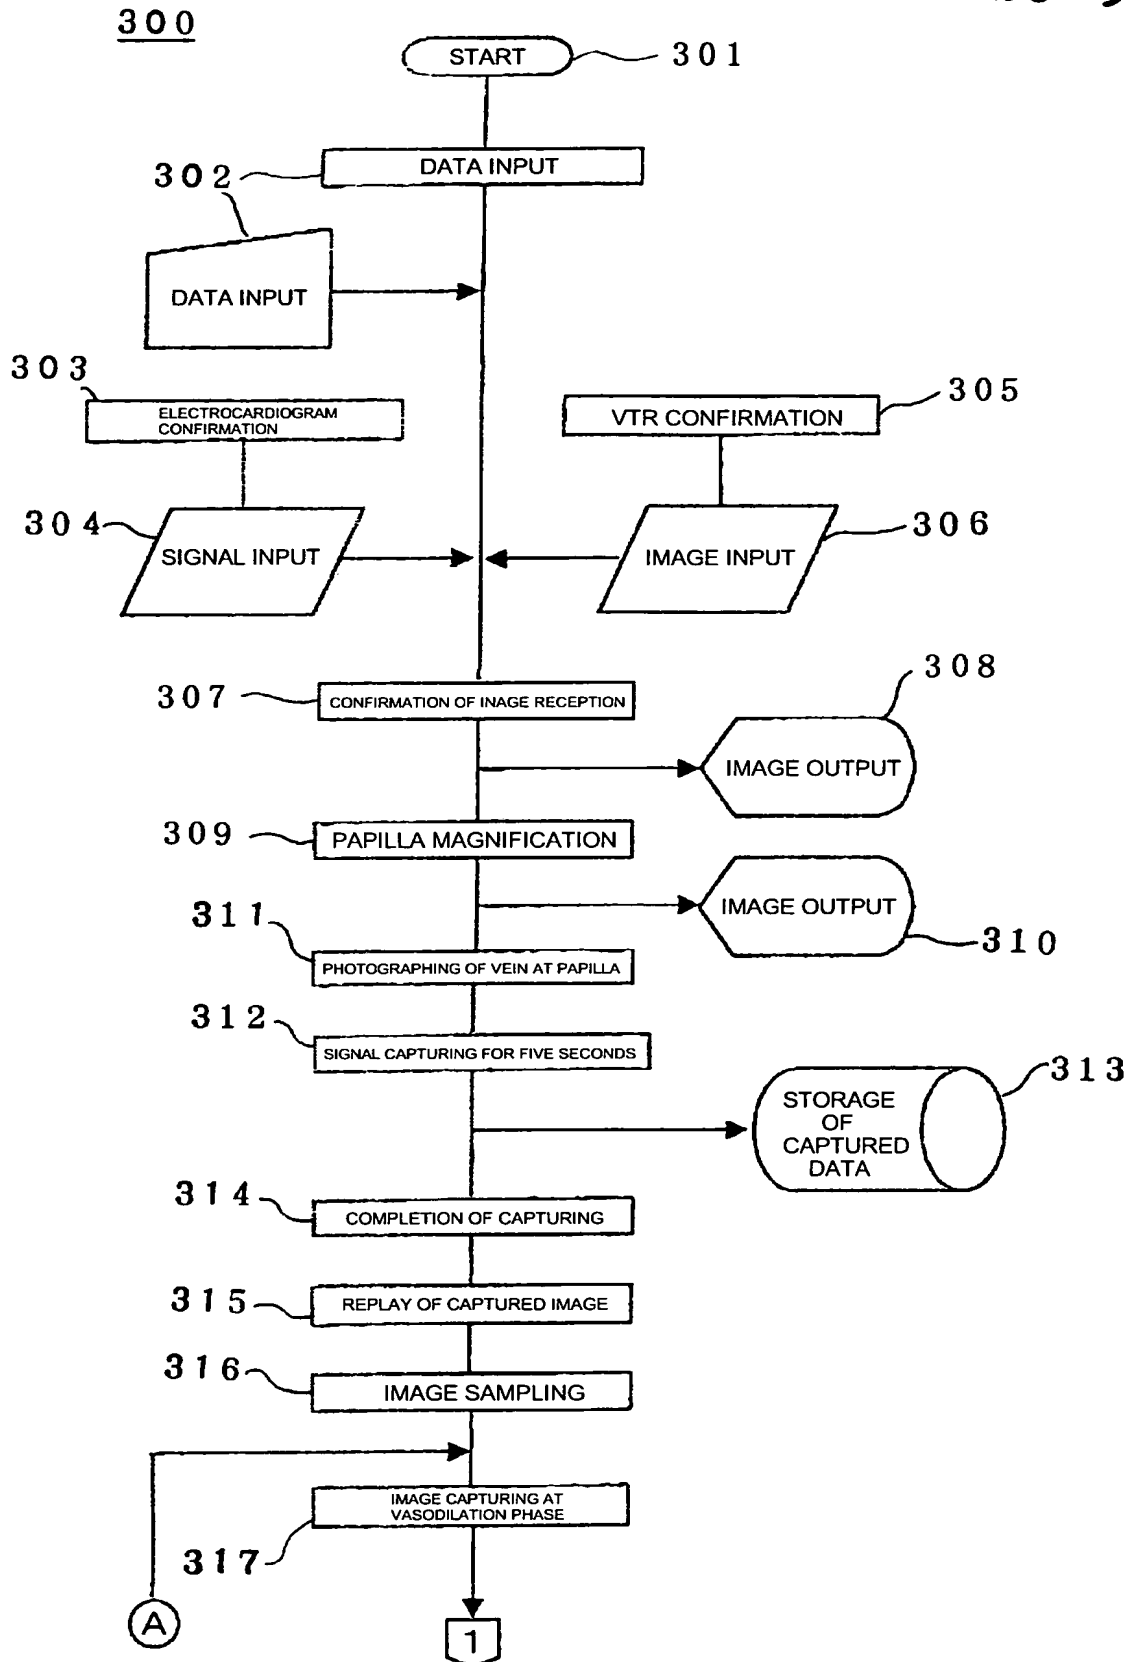 300
START
301
DATA INPUT
302
DATA INPUT
303
ELECTROCARDIOGRAM
CONFIRMATION
305
VTR CONFIRMATION
304
SIGNAL INPUT
306
IMAGE INPUT
307
CONFIRMATION OF INAGE RECEPTION
308
IMAGE OUTPUT
309
PAPILLA MAGNIFICATION
IMAGE OUTPUT
310
311
PHOTOGRAPHING OF VEIN AT PAPILLA
312
SIGNAL CAPTURING FOR FIVE SECONDS
313
STORAGE
OF
CAPTURED
DATA
314
COMPLETION OF CAPTURING
315
REPLAY OF CAPTURED IMAGE
316
IMAGE SAMPLING
IMAGE CAPTURING AT
VASODILATION PHASE
317
A
1